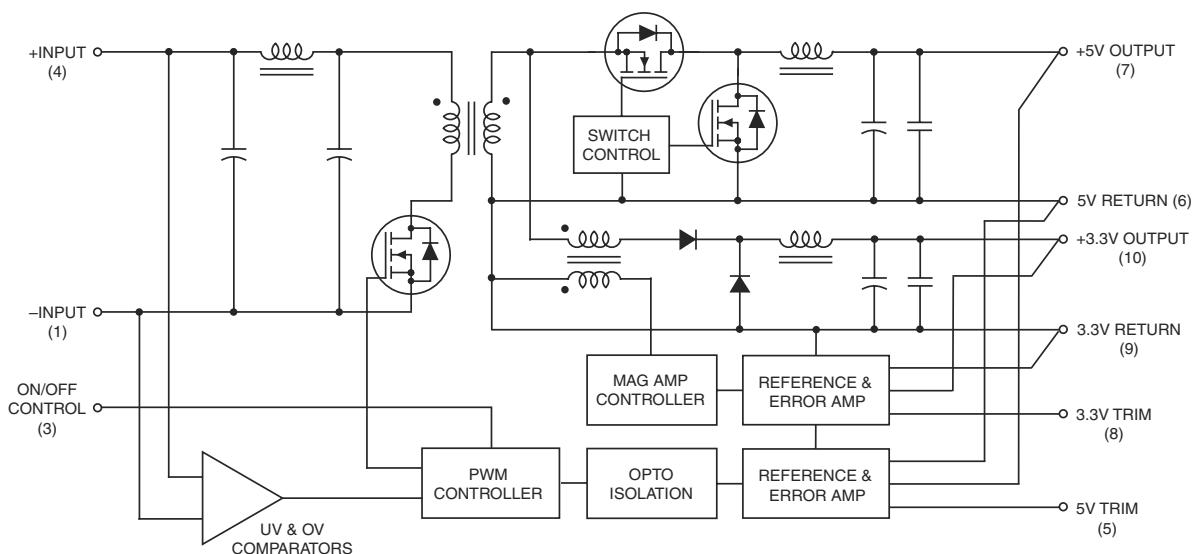 +INPUT
(4)
+5V OUTPUT
(7)
SWITCH
CONTROL
5V RETURN (6)
+3.3V OUTPUT
(10)
–INPUT
(1)
3.3V RETURN
(9)
MAG AMP
CONTROLLER
REFERENCE &
ERROR AMP
ON/OFF
CONTROL
(3)
3.3V TRIM
(8)
PWM
CONTROLLER
OPTO
ISOLATION
REFERENCE &
ERROR AMP
5V TRIM
(5)
UV & OV
COMPARATORS